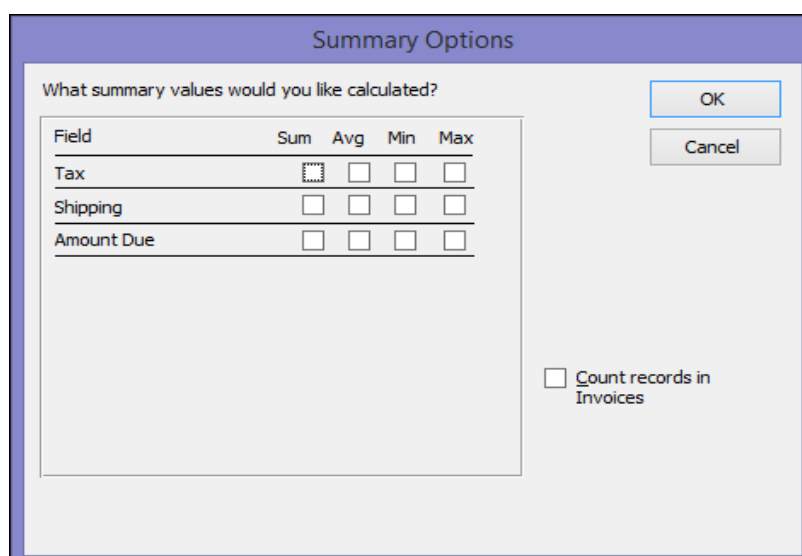 Summary Options
What summary values would you like calculated?
OK
Cancel
Field Sum Avg Min Max
Tax
Shipping
Amount Due
Count records in
Invoices